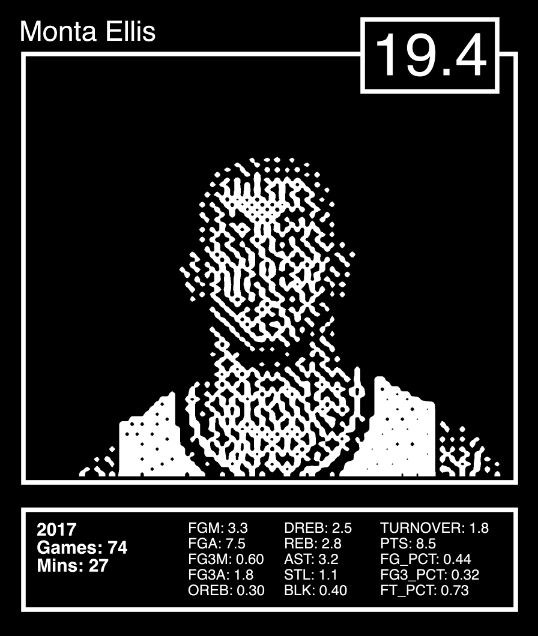 Monta Ellis
19.4
2017
Games: 74
Mins: 27
FGM: 3.3
FGA: 7.5
FG3M: 0.60
FG3A: 1.8
OREB: 0.30
DREB: 2.5
REB: 2.8
AST: 3.2
STL: 1.1
BLK: 0.40
TURNOVER: 1.8
PTS: 8.5
FG_PCT: 0.44
FG3_PCT: 0.32
FT_PCT: 0.73